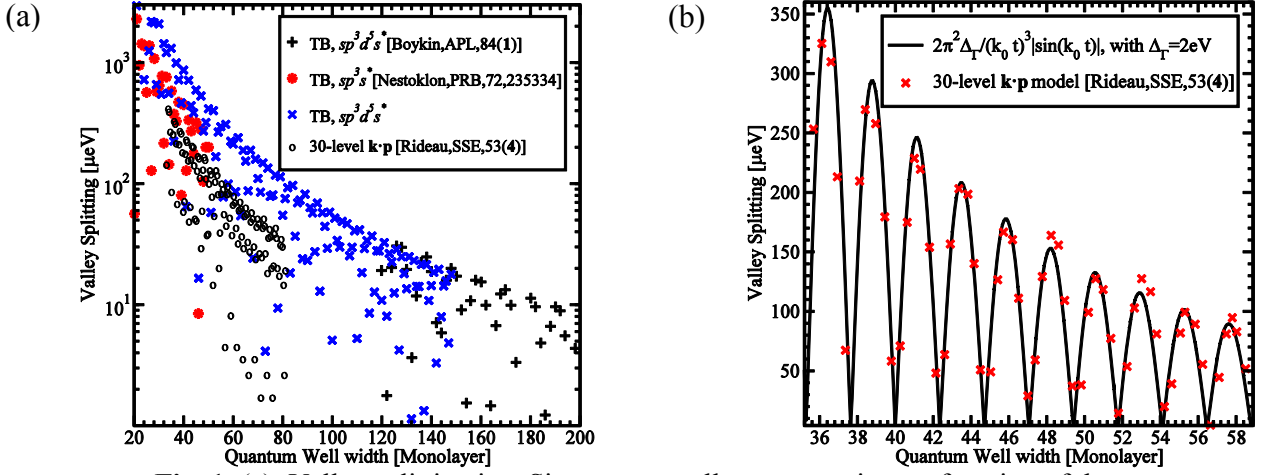 (a)
10³
10²
10¹
Valley Splitting [µeV]
TB, sp³d⁵s* [Boykin,APL,84(1)]
TB, sp³s* [Nestoklon,PRB,72,235334]
TB, sp³d⁵s*
30-level k·p [Rideau,SSE,53(4)]
20 40 60 80 100 120 140 160 180 200
Quantum Well width [Monolayer]
(b)
350
300
250
200
150
100
50
Valley Splitting [µeV]
2π²Δ_Γ/(k₀ t)³|sin(k₀ t)|, with Δ_Γ=2eV
30-level k·p model [Rideau,SSE,53(4)]
36 38 40 42 44 46 48 50 52 54 56 58
Quantum Well width [Monolayer]